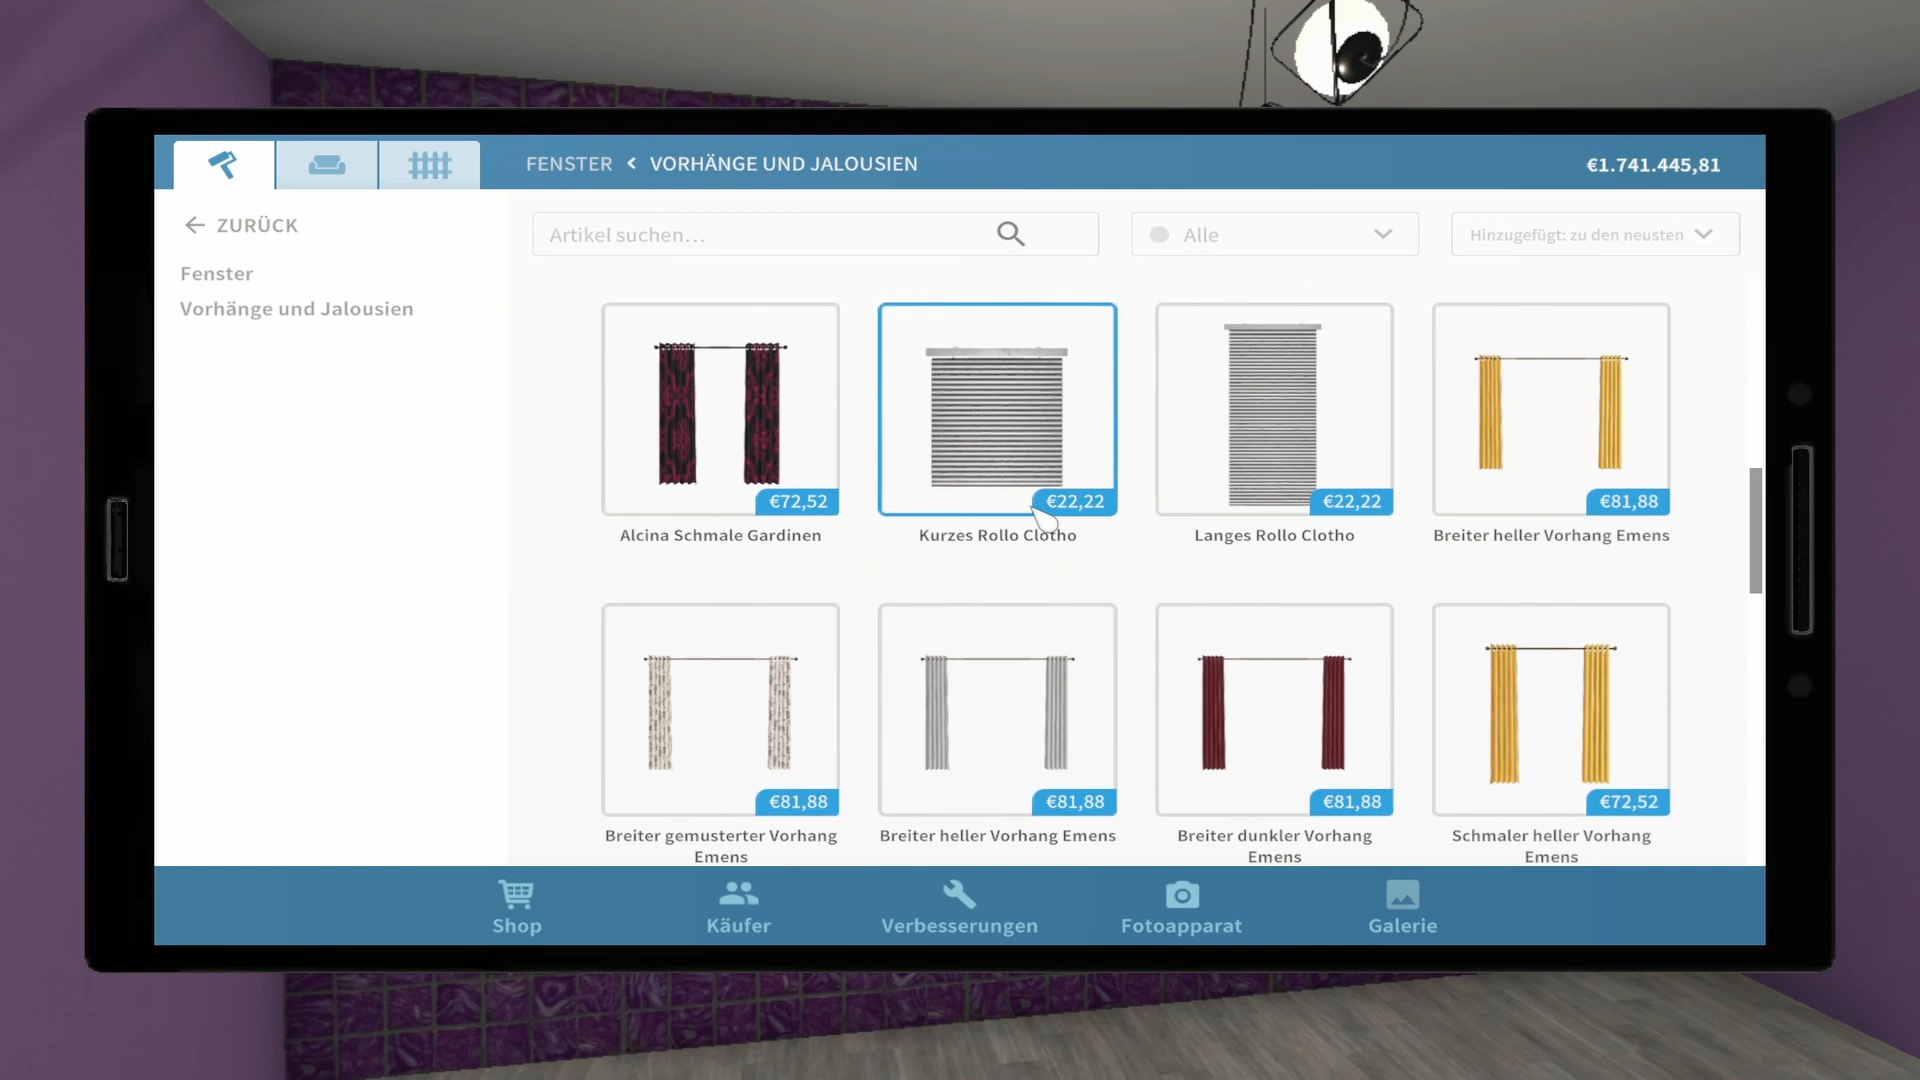 FENSTER < VORHÄNGE UND JALOUSIEN
€1.741.445,81
ZURÜCK
Fenster
Vorhänge und Jalousien
Artikel suchen...
Alle
Hinzugefügt: zu den neusten
€72,52
€22,22
€22,22
€81,88
Alcina Schmale Gardinen
Kurzes Rollo Clotho
Langes Rollo Clotho
Breiter heller Vorhang Emens
€81,88
€81,88
€81,88
€72,52
Breiter gemusterter Vorhang
Emens
Breiter heller Vorhang Emens
Breiter dunkler Vorhang
Emens
Schmaler heller Vorhang
Emens
Shop
Käufer
Verbesserungen
Fotoapparat
Galerie